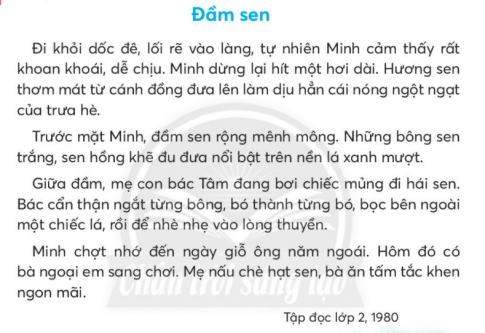 Đầm sen
Đi khỏi dốc đê, lối rẽ vào làng, tự nhiên Minh cảm thấy rất
khoan khoái, dễ chịu. Minh dừng lại hít một hơi dài. Hương sen
thơm mát từ cánh đồng đưa lên làm dịu hẳn cái nóng ngột ngạt
của trưa hè.
Trước mặt Minh, đầm sen rộng mênh mông. Những bông sen
trắng, sen hồng khẽ đu đưa nổi bật trên nền lá xanh mượt.
Giữa đầm, mẹ con bác Tâm đang bơi chiếc mủng đi hái sen.
Bác cẩn thận ngắt từng bông, bó thành từng bó, bọc bên ngoài
một chiếc lá, rồi để nhè nhẹ vào lòng thuyền.
Minh chợt nhớ đến ngày giỗ ông năm ngoái. Hôm đó có
bà ngoại em sang chơi. Mẹ nấu chè hạt sen, bà ăn tấm tắc khen
ngon mãi.
Chân trời sáng tạo
Tập đọc lớp 2, 1980